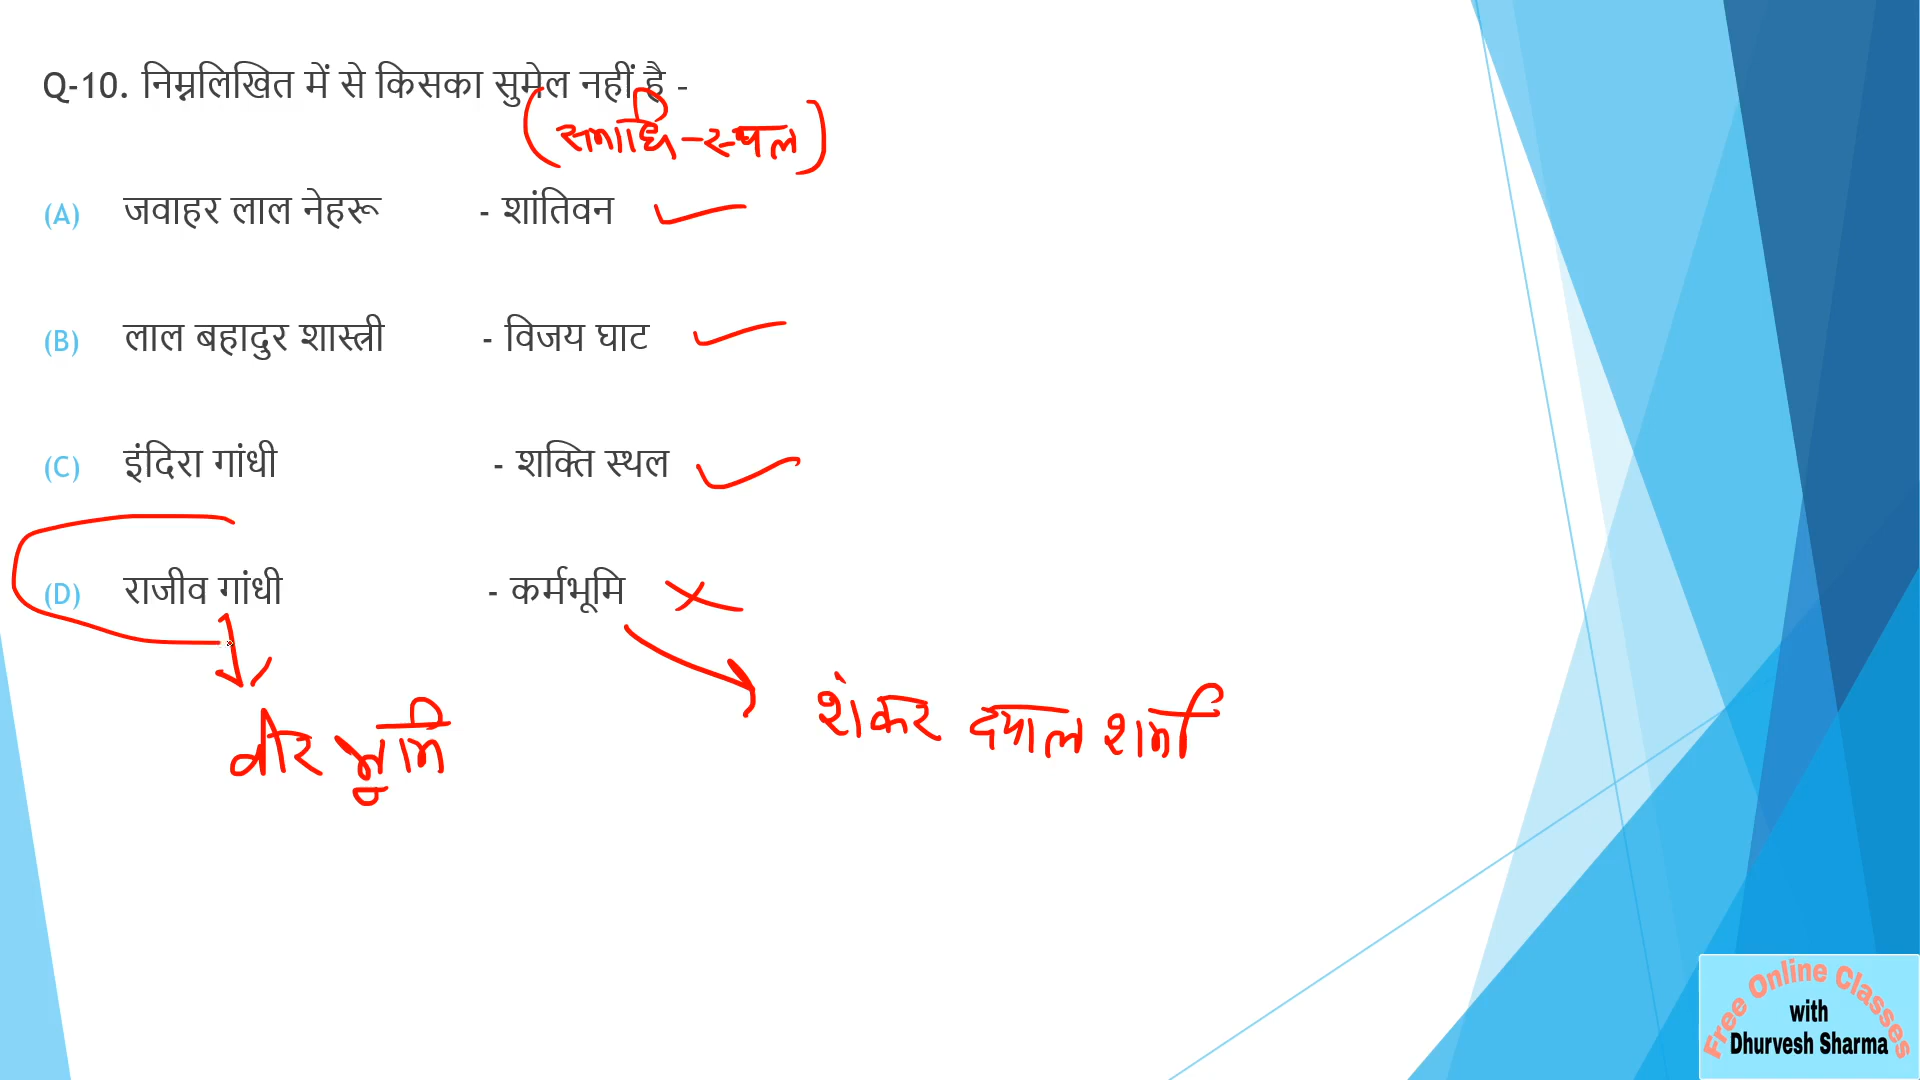 Q-10. निम्नलिखित में से किसका सुमेल नहीं है -
(समाधि-स्थल)
(A) जवाहर लाल नेहरू - शांतिवन
(B) लाल बहादुर शास्त्री - विजय घाट
(C) इंदिरा गांधी - शक्ति स्थल
(D) राजीव गांधी - कर्मभूमि
वीर भूमि
शंकर दयाल शर्मा
Free Online Classes
with
Dhurvesh Sharma